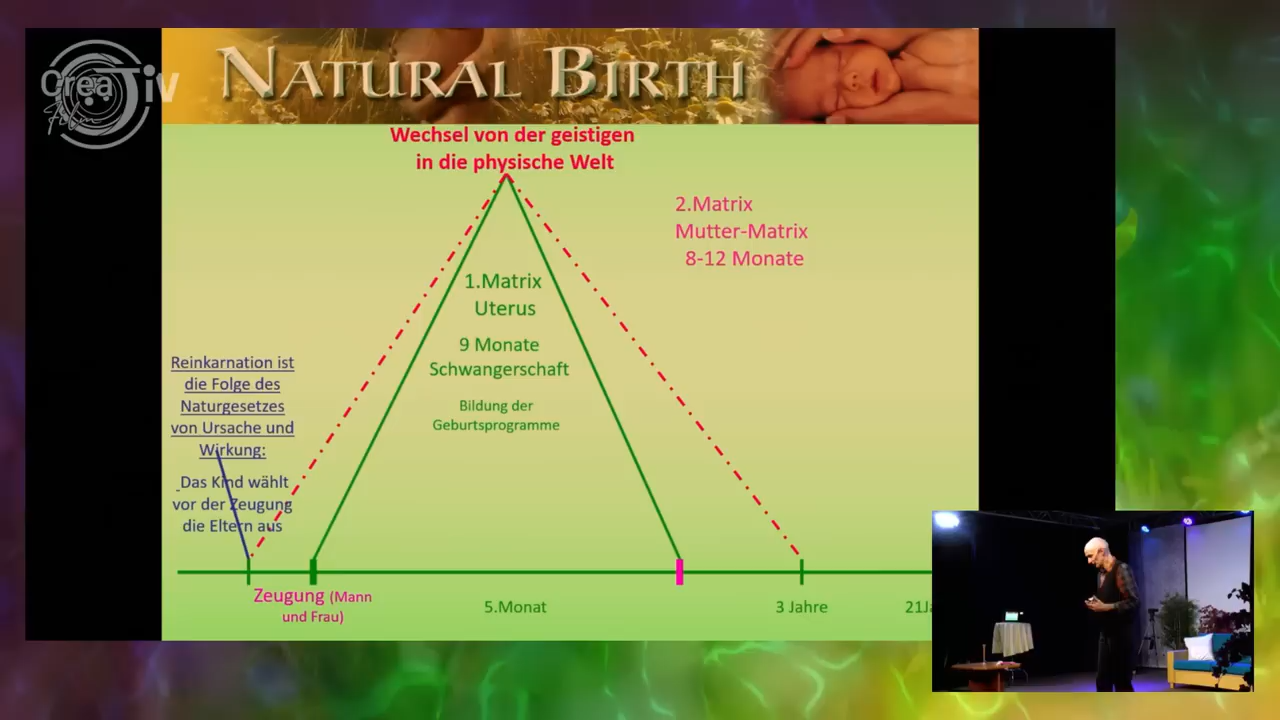 CreaTiv
Film
NATURAL BIRTH
Wechsel von der geistigen
in die physische Welt
2.Matrix
Mutter-Matrix
8-12 Monate
1.Matrix
Uterus
9 Monate
Schwangerschaft
Bildung der
Geburtsprogramme
Reinkarnation ist
die Folge des
Naturgesetzes
von Ursache und
Wirkung:
Das Kind wählt
vor der Zeugung
die Eltern aus
Zeugung (Mann
und Frau)
5.Monat
3 Jahre